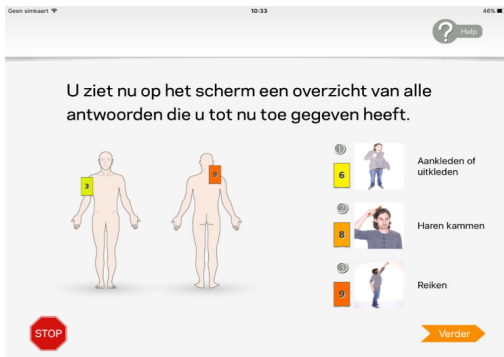 Geen simkaart 10:33 46%
? Help
U ziet nu op het scherm een overzicht van alle
antwoorden die u tot nu toe gegeven heeft.
3
9
1
6
Aankleden of
uitkleden
2
8
Haren kammen
3
9
Reiken
STOP
Verder